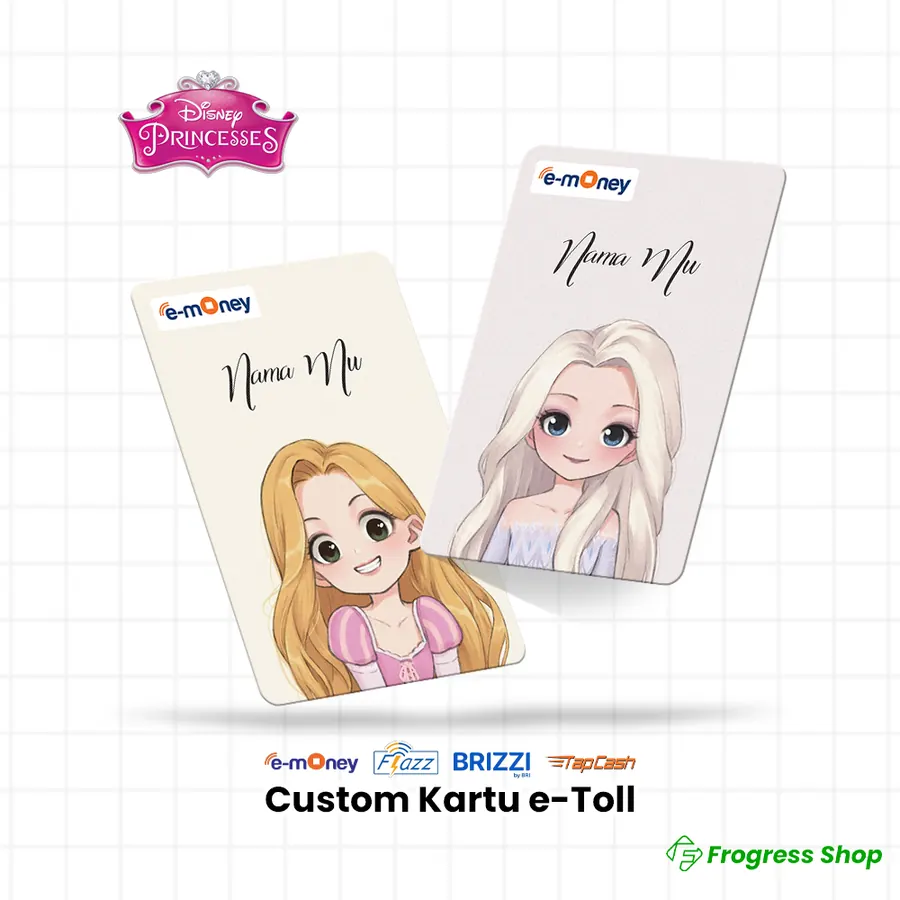 Disney
PRINCESSES
e-money
Nama Mu
e-money
Nama Mu
e-money Flazz BRIZZI by BRI TapCash
Custom Kartu e-Toll
Frogress Shop